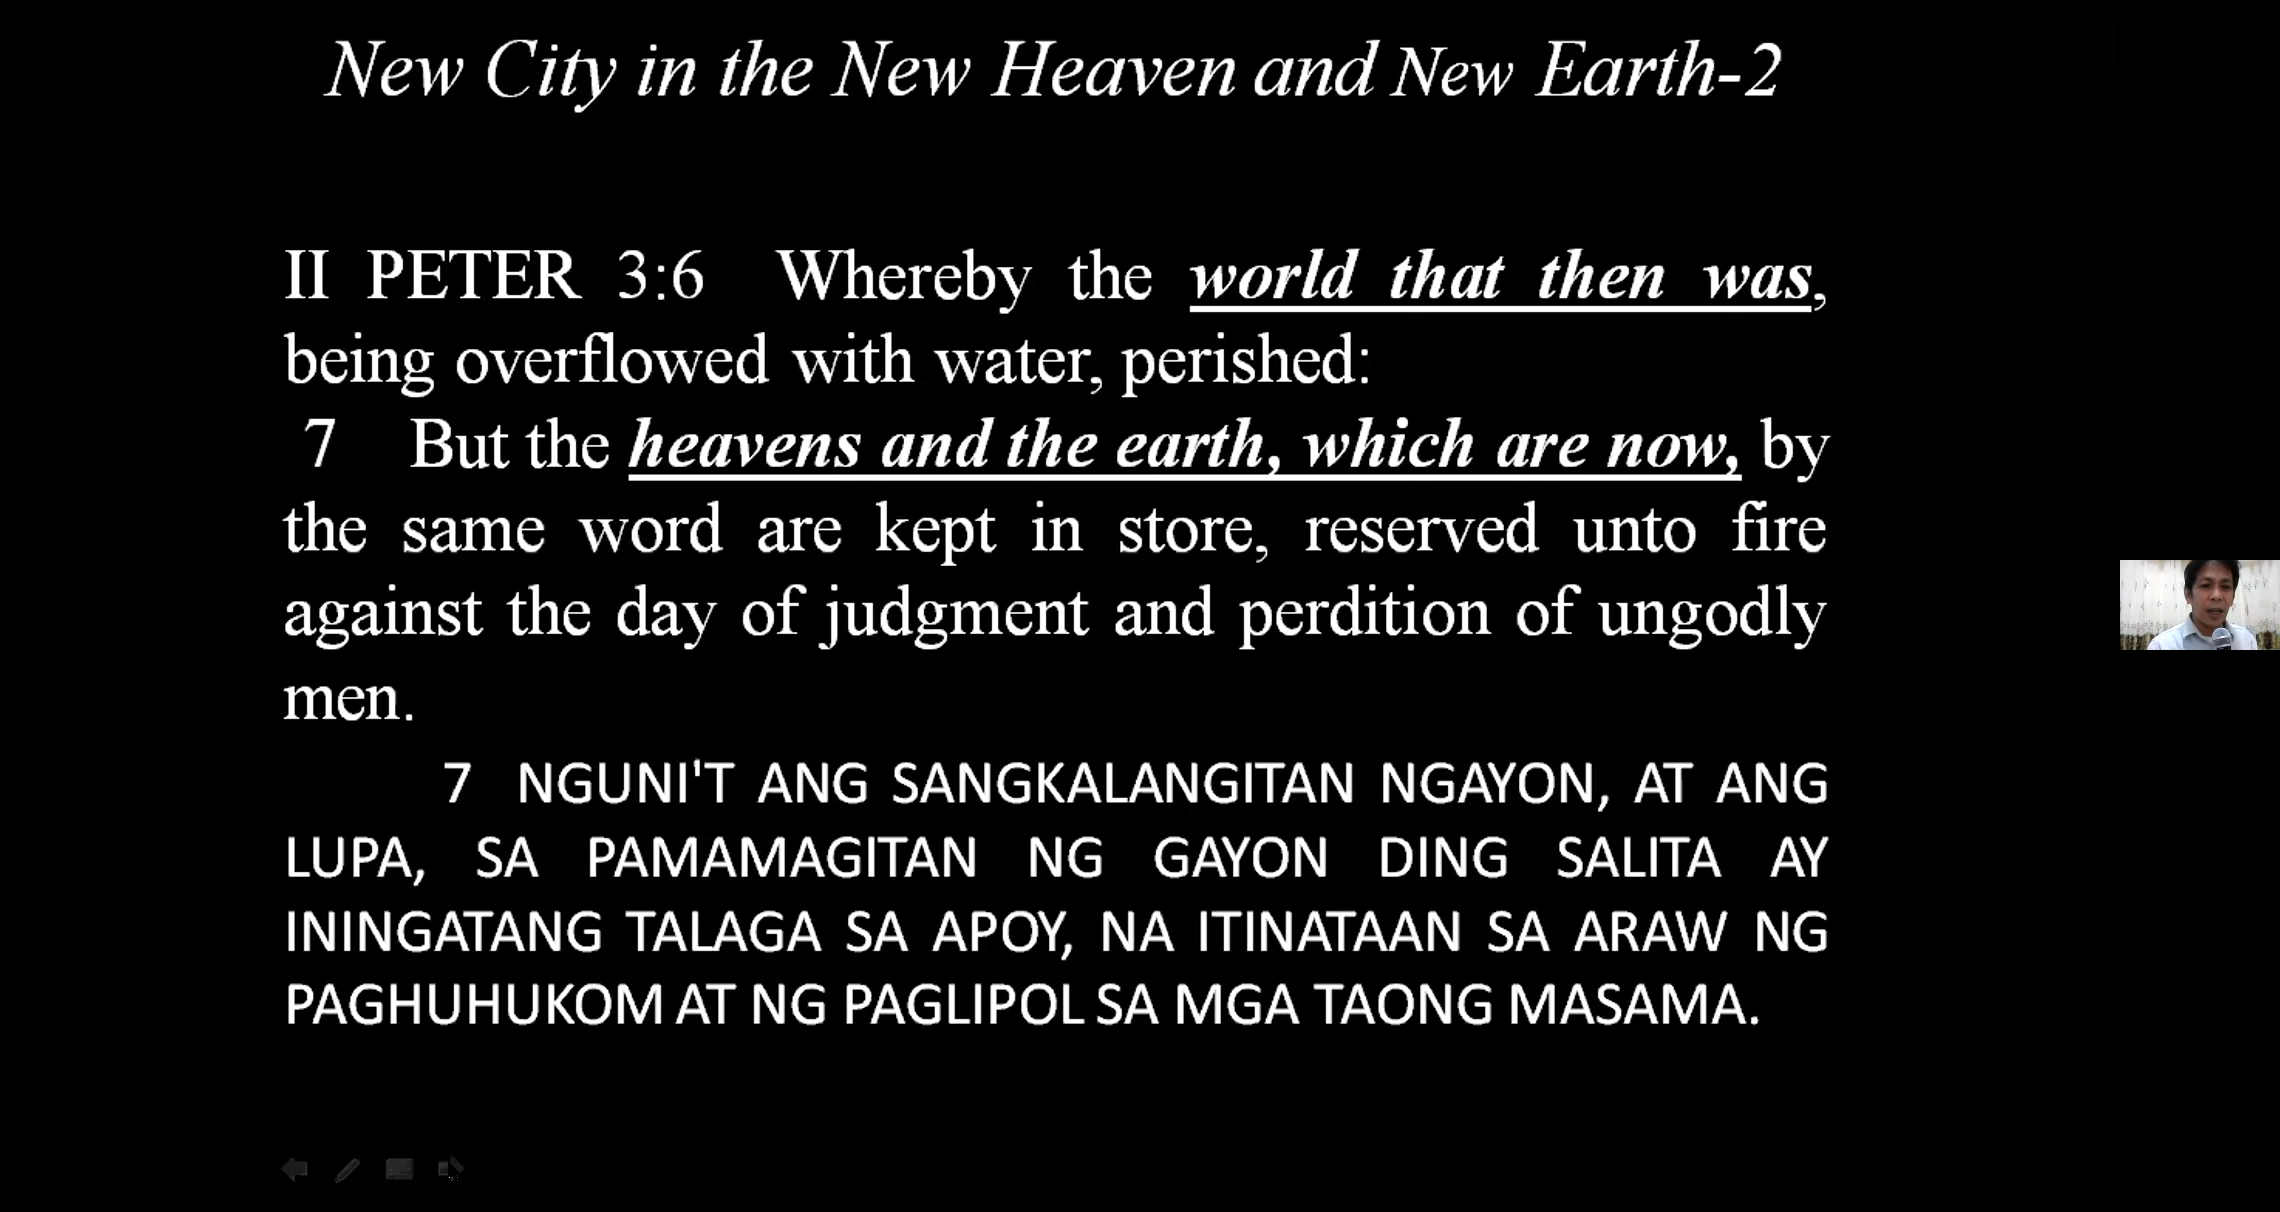 New City in the New Heaven and New Earth-2
II PETER 3:6 Whereby the world that then was,
being overflowed with water, perished:
7 But the heavens and the earth, which are now, by
the same word are kept in store, reserved unto fire
against the day of judgment and perdition of ungodly
men.
7 NGUNI'T ANG SANGKALANGITAN NGAYON, AT ANG
LUPA, SA PAMAMAGITAN NG GAYON DING SALITA AY
INIINGATANG TALAGA SA APOY, NA ITINATAAN SA ARAW NG
PAGHUHUKOM AT NG PAGLIPOL SA MGA TAONG MASAMA.